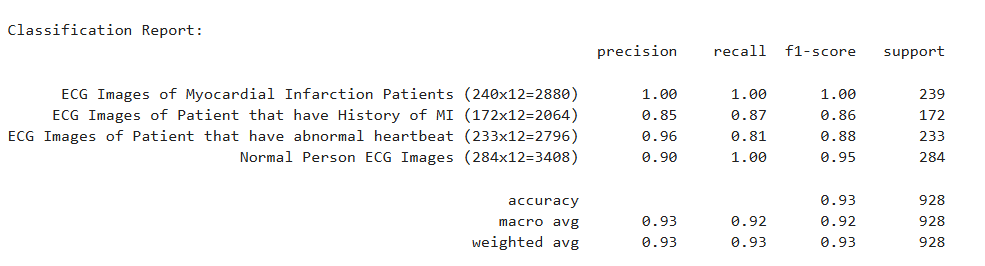 Classification Report:
precision recall f1-score support
ECG Images of Myocardial Infarction Patients (240x12=2880) 1.00 1.00 1.00 239
ECG Images of Patient that have History of MI (172x12=2064) 0.85 0.87 0.86 172
ECG Images of Patient that have abnormal heartbeat (233x12=2796) 0.96 0.81 0.88 233
Normal Person ECG Images (284x12=3408) 0.90 1.00 0.95 284
accuracy 0.93 928
macro avg 0.93 0.92 0.92 928
weighted avg 0.93 0.93 0.93 928